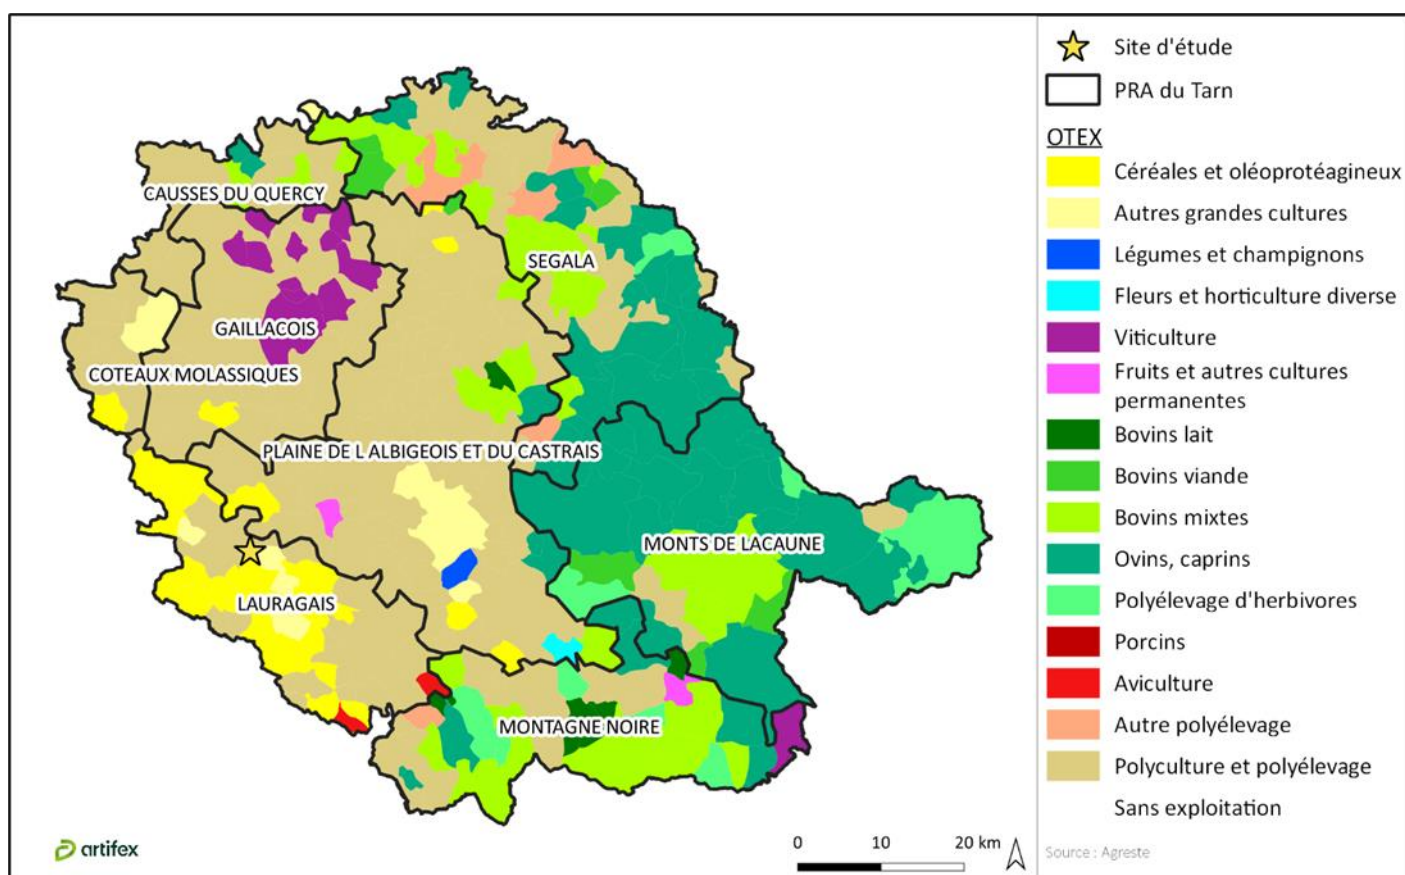 CAUSSES DU QUERCY
SEGALA
GAILLACOIS
COTEAUX MOLASSIQUES
PLAINE DE L ALBIGEOIS ET DU CASTRAIS
MONTS DE LACAUNE
LAURAGAIS
MONTAGNE NOIRE
artifex
0 10 20 km
Site d'étude
PRA du Tarn
OTEX
Céréales et oléoprotéagineux
Autres grandes cultures
Légumes et champignons
Fleurs et horticulture diverse
Viticulture
Fruits et autres cultures
permanentes
Bovins lait
Bovins viande
Bovins mixtes
Ovins, caprins
Polyélevage d'herbivores
Porcins
Aviculture
Autre polyélevage
Polyculture et polyélevage
Sans exploitation
Source : Agreste